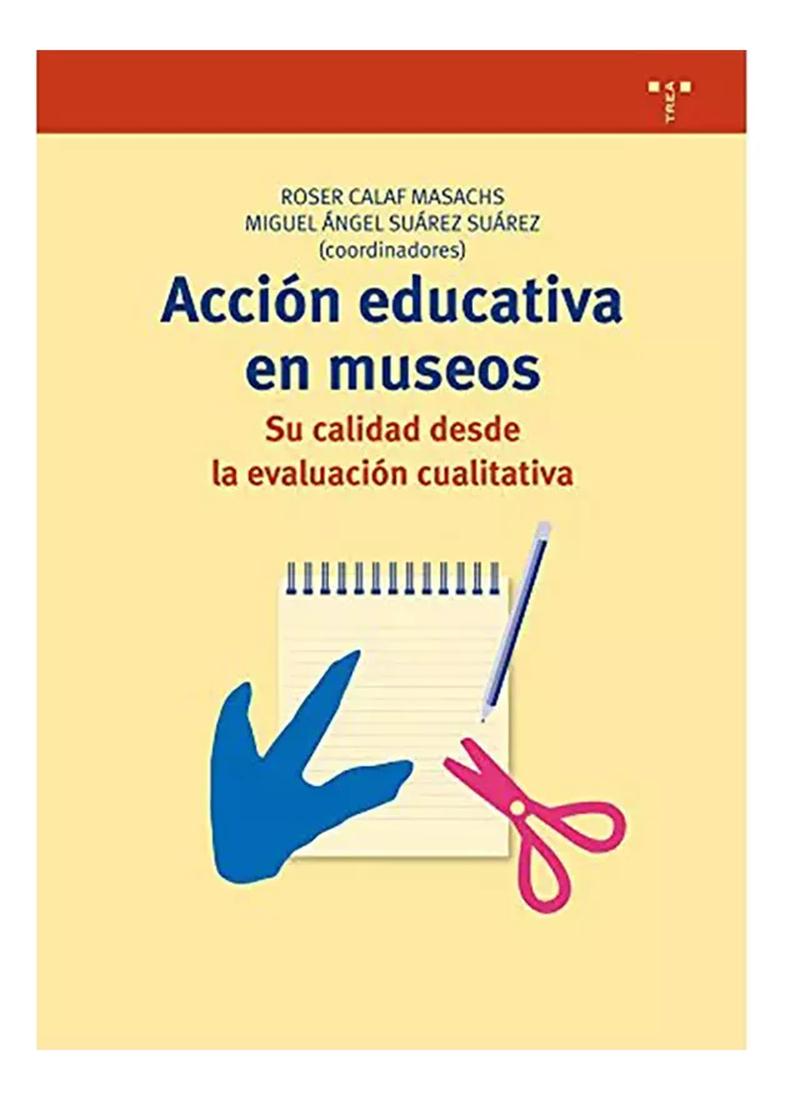 TREA
ROSER CALAF MASACHS
MIGUEL ÁNGEL SUÁREZ SUÁREZ
(coordinadores)
Acción educativa
en museos
Su calidad desde
la evaluación cualitativa